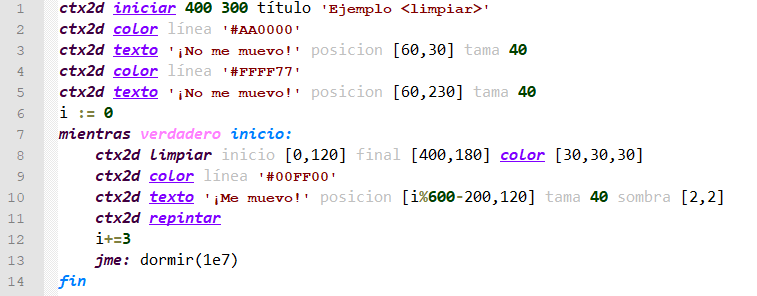 1 ctx2d iniciar 400 300 título 'Ejemplo <limpiar>'
2 ctx2d color línea '#AA0000'
3 ctx2d texto '¡No me muevo!' posicion [60,30] tama 40
4 ctx2d color línea '#FFFF77'
5 ctx2d texto '¡No me muevo!' posicion [60,230] tama 40
6 i := 0
7 mientras verdadero inicio:
8 ctx2d limpiar inicio [0,120] final [400,180] color [30,30,30]
9 ctx2d color línea '#00FF00'
10 ctx2d texto '¡Me muevo!' posicion [i%600-200,120] tama 40 sombra [2,2]
11 ctx2d repintar
12 i+=3
13 jme: dormir(1e7)
14 fin